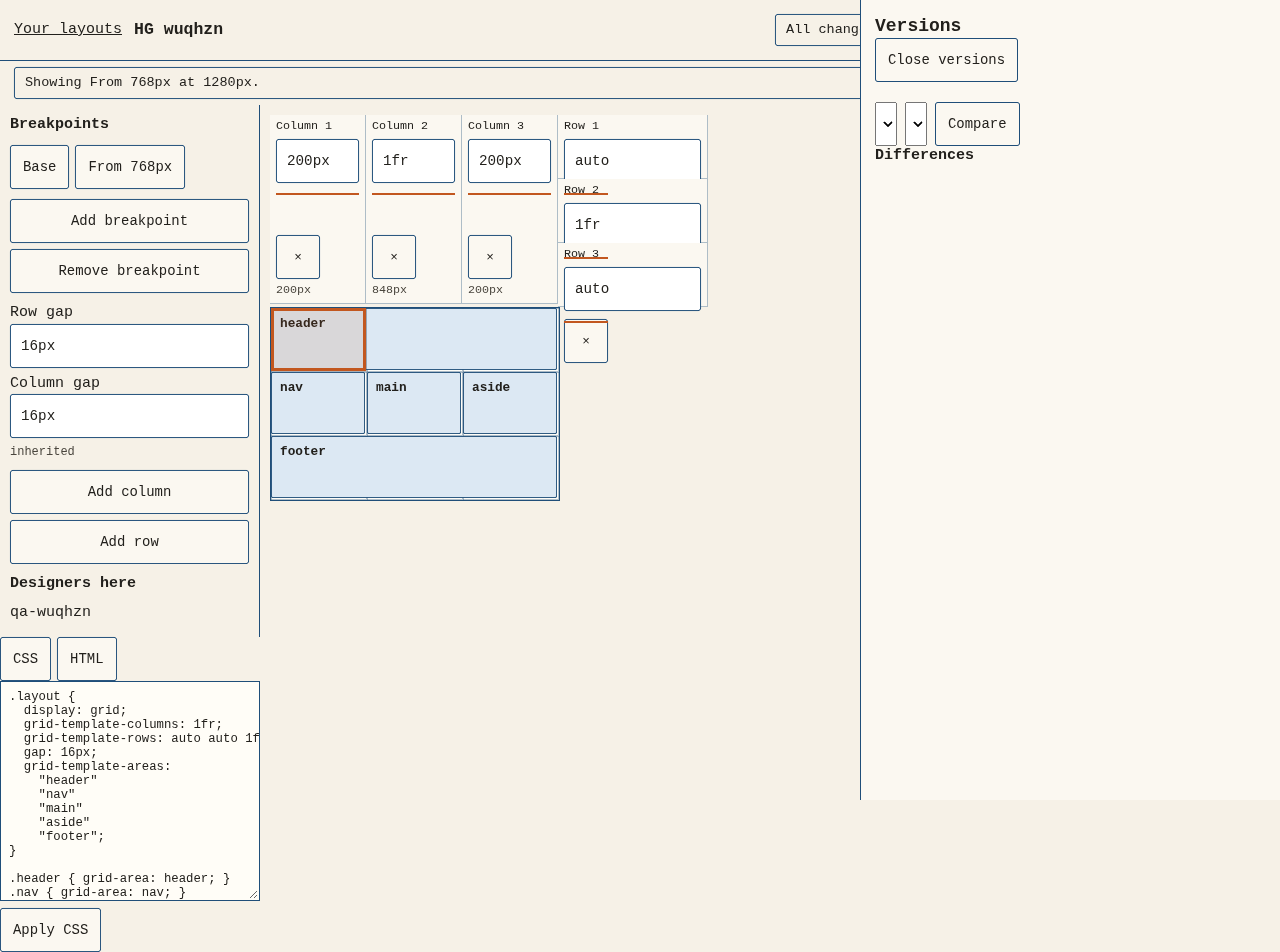 Your layouts HG wuqhzn
All chang
Showing From 768px at 1280px.
Breakpoints
Base From 768px
Add breakpoint
Remove breakpoint
Row gap
16px
Column gap
16px
inherited
Add column
Add row
Designers here
qa-wuqhzn
CSS HTML
.layout {
  display: grid;
  grid-template-columns: 1fr;
  grid-template-rows: auto auto 1f
  gap: 16px;
  grid-template-areas:
    "header"
    "nav"
    "main"
    "aside"
    "footer";
}
.header { grid-area: header; }
.nav { grid-area: nav; }
Apply CSS
Column 1 Column 2 Column 3 Row 1
200px 1fr 200px auto
Row 2
1fr
× × ×
Row 3
auto
200px 848px 200px
×
header
nav main aside
footer
Versions
Close versions
Compare
Differences